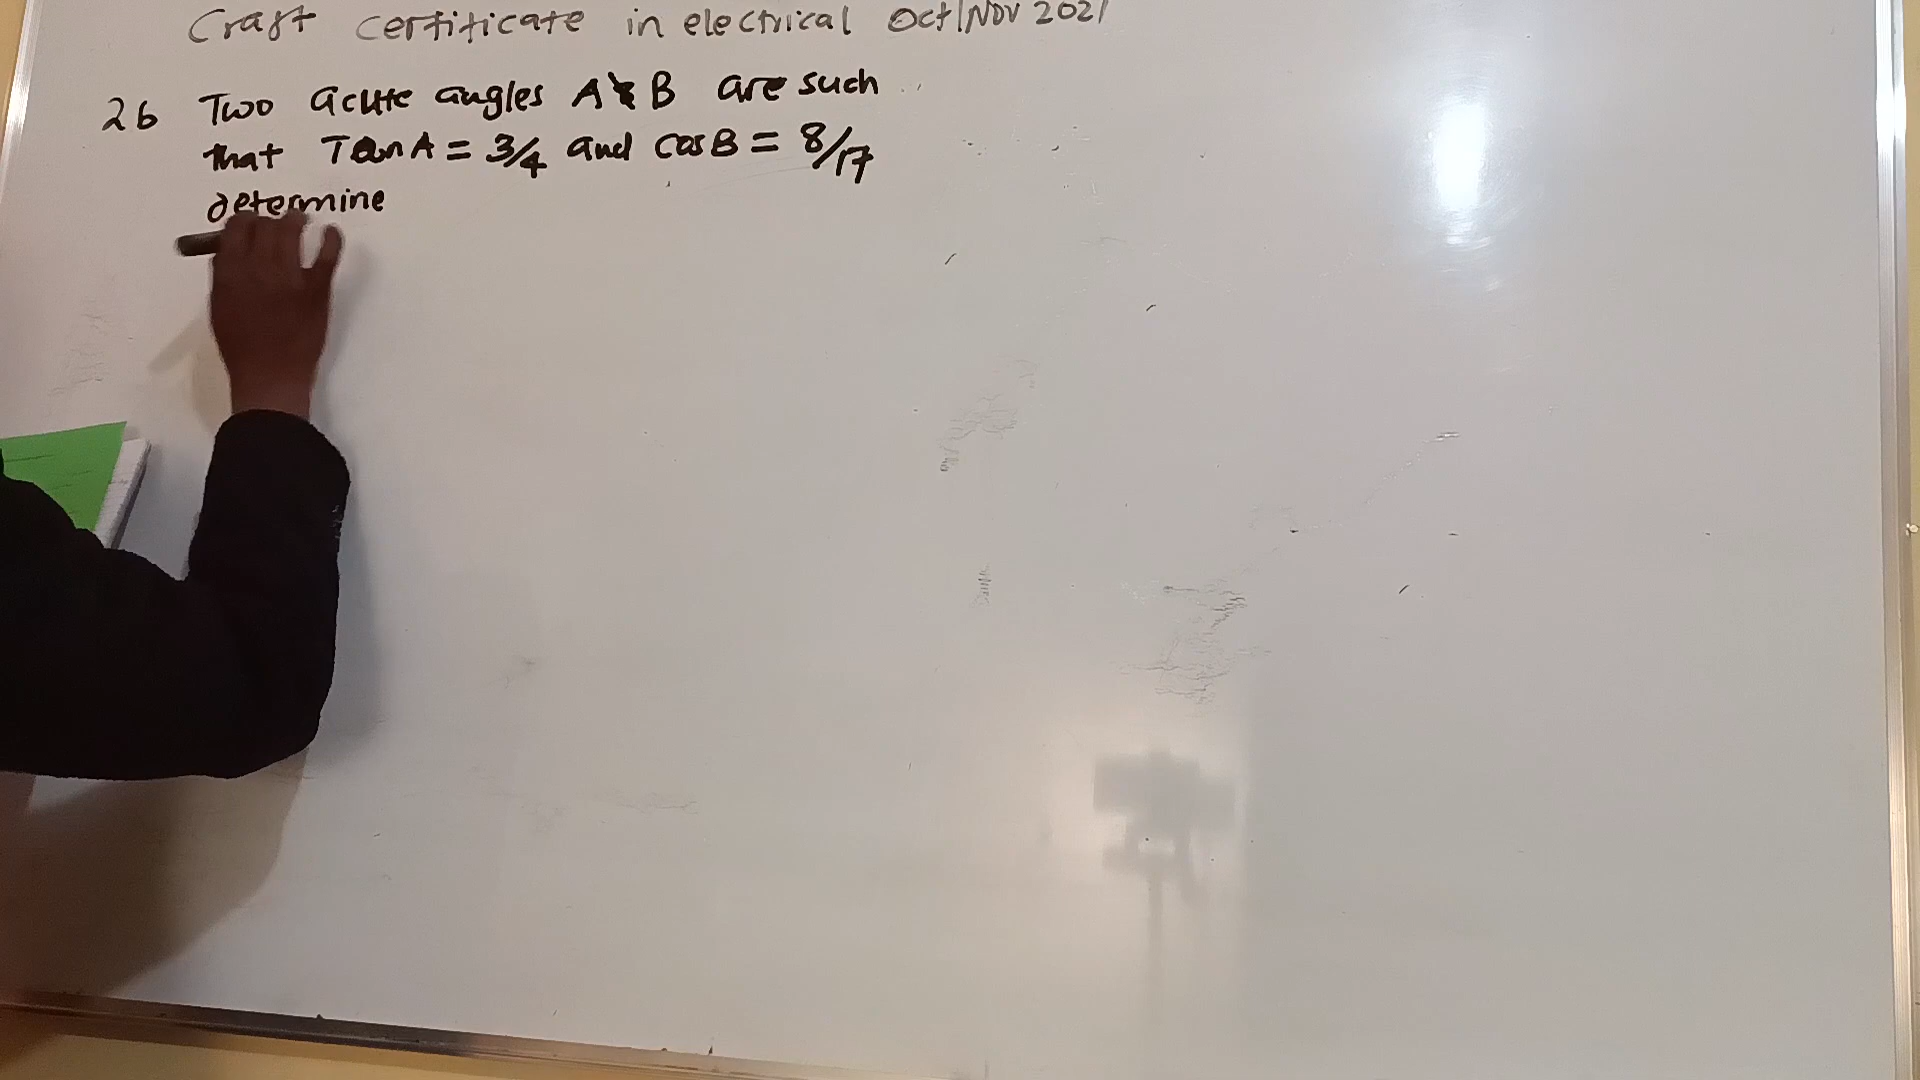 Craft certificate in electrical Oct/Nov 2021
2b Two acute angles A & B are such
that Tan A = 3/4 and cos B = 8/17
determine